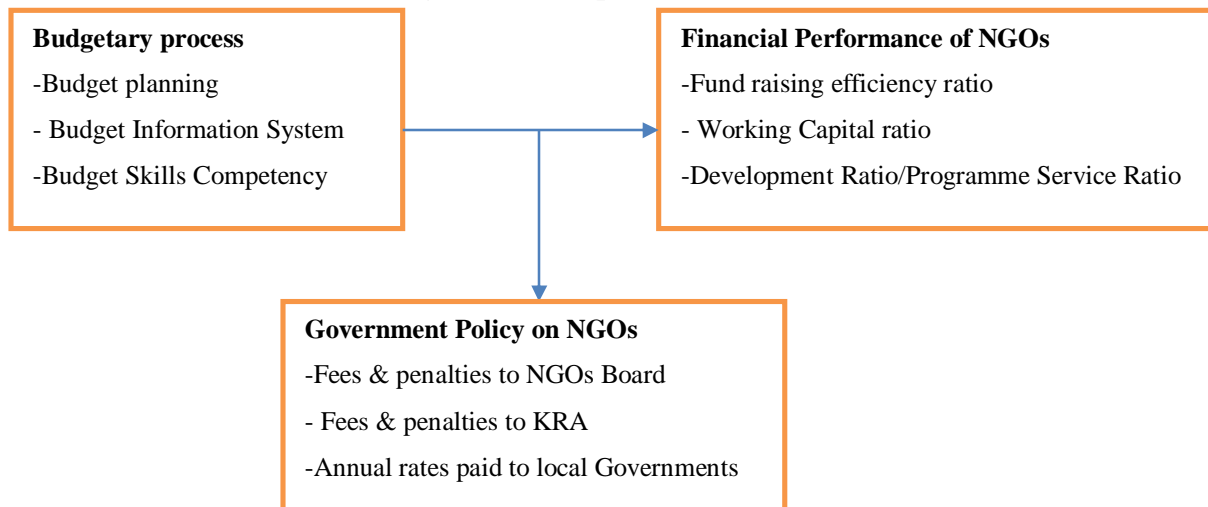 Budgetary process
-Budget planning
- Budget Information System
-Budget Skills Competency
Financial Performance of NGOs
-Fund raising efficiency ratio
- Working Capital ratio
-Development Ratio/Programme Service Ratio
Government Policy on NGOs
-Fees & penalties to NGOs Board
- Fees & penalties to KRA
-Annual rates paid to local Governments